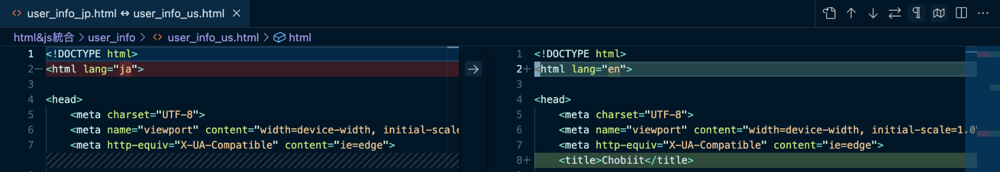 user_info_jp.html ↔ user_info_us.html
html&js統合 > user_info > user_info_us.html > html
1 <!DOCTYPE html>
2 <html lang="ja">
3
4 <head>
5 <meta charset="UTF-8">
6 <meta name="viewport" content="width=device-width, initial-scale
7 <meta http-equiv="X-UA-Compatible" content="ie=edge">
1 <!DOCTYPE html>
2 <html lang="en">
3
4 <head>
5 <meta charset="UTF-8">
6 <meta name="viewport" content="width=device-width, initial-scale=1.0"
7 <meta http-equiv="X-UA-Compatible" content="ie=edge">
8 <title>Chobiit</title>